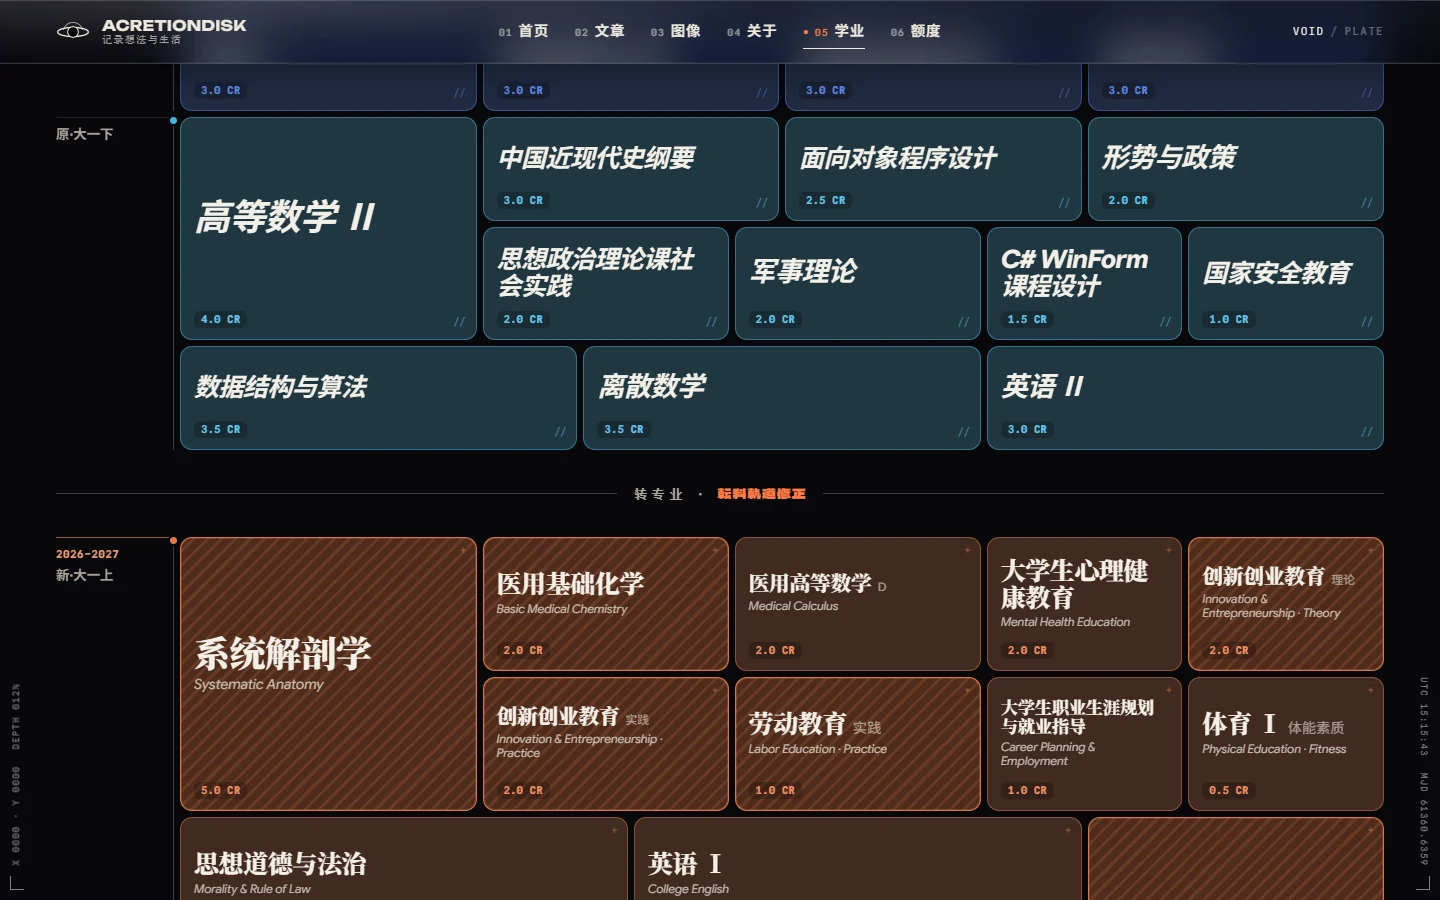 ACRETIONDISK
记录想法与生活
01 首页
02 文章
03 图像
04 关于
05 学业
06 额度
VOID / PLATE
3.0 CR //
3.0 CR //
3.0 CR //
3.0 CR //
原·大一下
高等数学 II
4.0 CR //
中国近现代史纲要
3.0 CR //
面向对象程序设计
2.5 CR //
形势与政策
2.0 CR //
思想政治理论课社
会实践
2.0 CR //
军事理论
2.0 CR //
C# WinForm
课程设计
1.5 CR //
国家安全教育
1.0 CR //
数据结构与算法
3.5 CR //
离散数学
3.5 CR //
英语 II
3.0 CR //
转专业 · 転科軌道修正
2026-2027
新·大一上
系统解剖学
Systematic Anatomy
5.0 CR
医用基础化学
Basic Medical Chemistry
2.0 CR
医用高等数学 D
Medical Calculus
2.0 CR
大学生心理健
康教育
Mental Health Education
2.0 CR
创新创业教育 理论
Innovation &
Entrepreneurship · Theory
2.0 CR
创新创业教育 实践
Innovation & Entrepreneurship ·
Practice
2.0 CR
劳动教育 实践
Labor Education · Practice
1.0 CR
大学生职业生涯规划
与就业指导
Career Planning &
Employment
1.0 CR
体育 I 体能素质
Physical Education · Fitness
0.5 CR
思想道德与法治
Morality & Rule of Law
英语 I
College English
X 0000 · Y 0000 DEPTH 012%
UTC 15:15:43 MJD 61360.6359